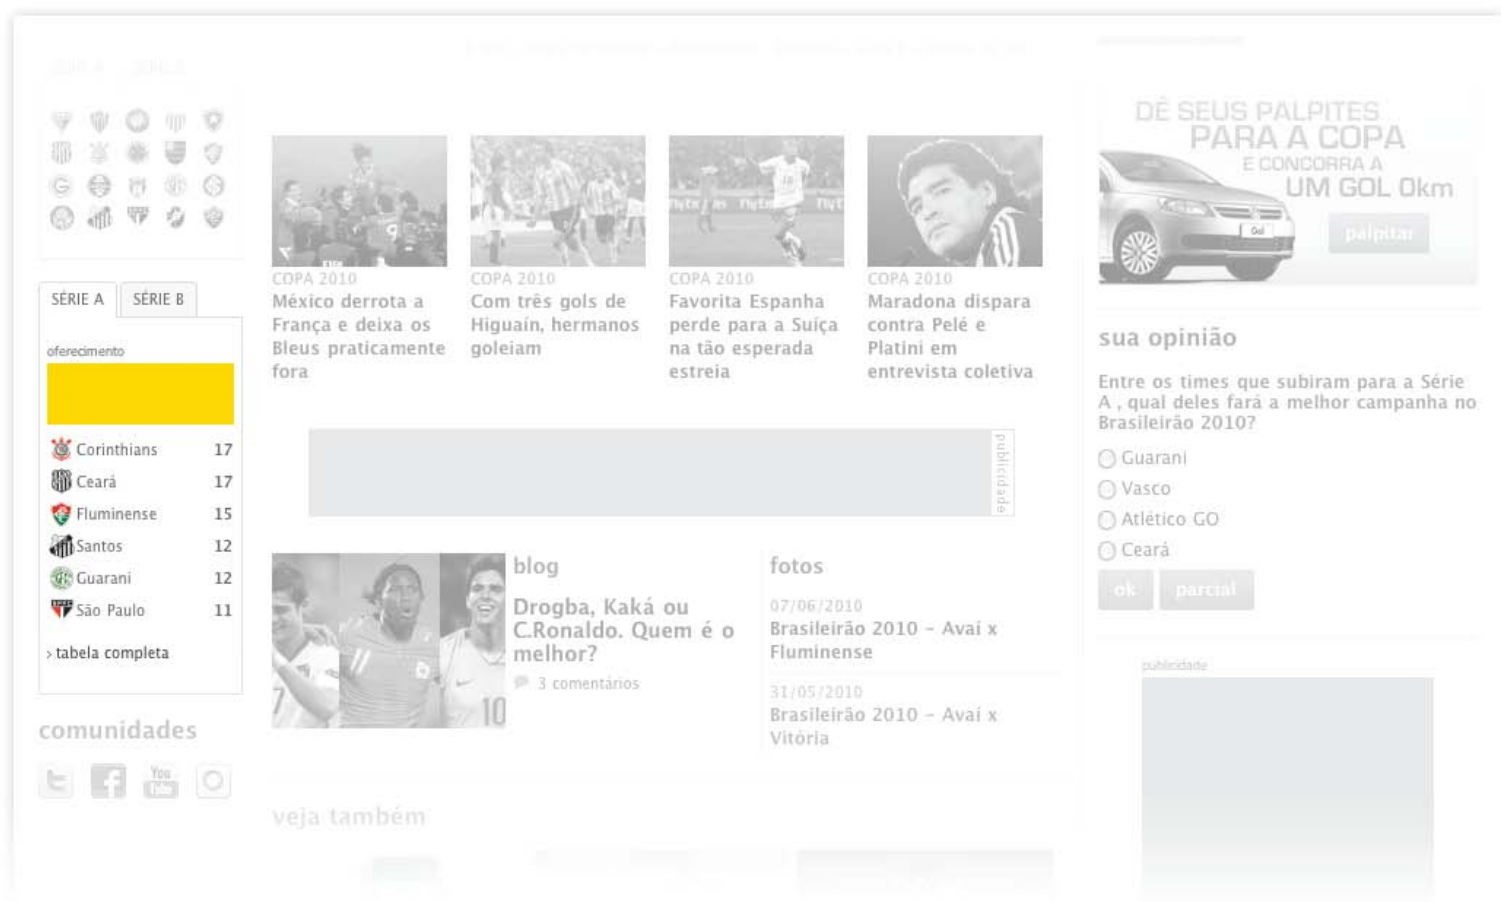 SÉRIE A
SÉRIE B
oferecimento
Corinthians 17
Ceará 17
Fluminense 15
Santos 12
Guarani 12
São Paulo 11
› tabela completa
comunidades
You
Tube
COPA 2010
México derrota a
França e deixa os
Bleus praticamente
fora
COPA 2010
Com três gols de
Higuaín, hermanos
goleiam
COPA 2010
Favorita Espanha
perde para a Suíça
na tão esperada
estreia
COPA 2010
Maradona dispara
contra Pelé e
Platini em
entrevista coletiva
publicidade
blog
Drogba, Kaká ou
C.Ronaldo. Quem é o
melhor?
3 comentários
fotos
07/06/2010
Brasileirão 2010 - Avaí x
Fluminense
31/05/2010
Brasileirão 2010 - Avaí x
Vitória
veja também
DÊ SEUS PALPITES
PARA A COPA
E CONCORRA A
UM GOL 0km
palpitar
Gol
sua opinião
Entre os times que subiram para a Série
A , qual deles fará a melhor campanha no
Brasileirão 2010?
Guarani
Vasco
Atlético GO
Ceará
ok
parcial
publicidade